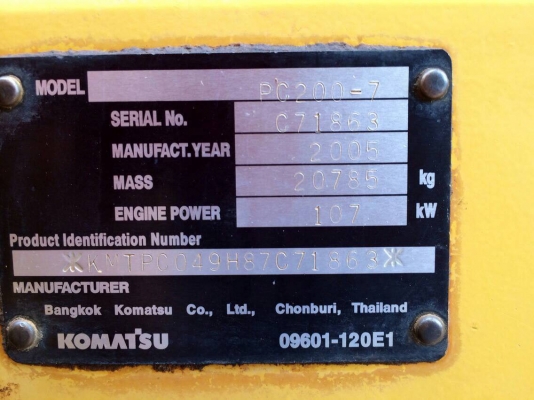 MODEL PC200-7
SERIAL No. C71863
MANUFACT.YEAR 2005
MASS 20785 kg
ENGINE POWER 107 kW
Product Identification Number
*KMTPC049H87C71863*
MANUFACTURER
Bangkok Komatsu Co., Ltd., Chonburi, Thailand
KOMATSU 09601-120E1